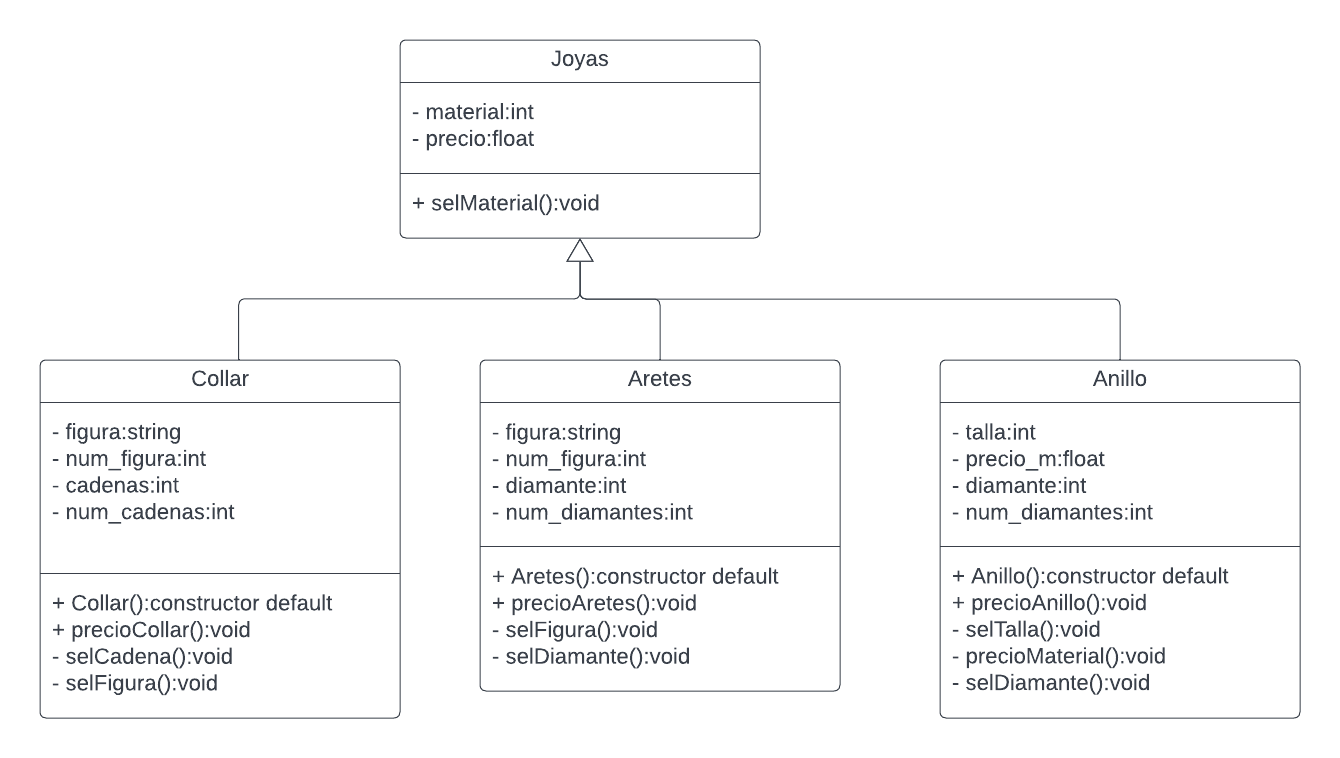 Joyas
- material:int
- precio:float
+ selMaterial():void
Collar
- figura:string
- num_figura:int
- cadenas:int
- num_cadenas:int
+ Collar():constructor default
+ precioCollar():void
- selCadena():void
- selFigura():void
Aretes
- figura:string
- num_figura:int
- diamante:int
- num_diamantes:int
+ Aretes():constructor default
+ precioAretes():void
- selFigura():void
- selDiamante():void
Anillo
- talla:int
- precio_m:float
- diamante:int
- num_diamantes:int
+ Anillo():constructor default
+ precioAnillo():void
- selTalla():void
- precioMaterial():void
- selDiamante():void